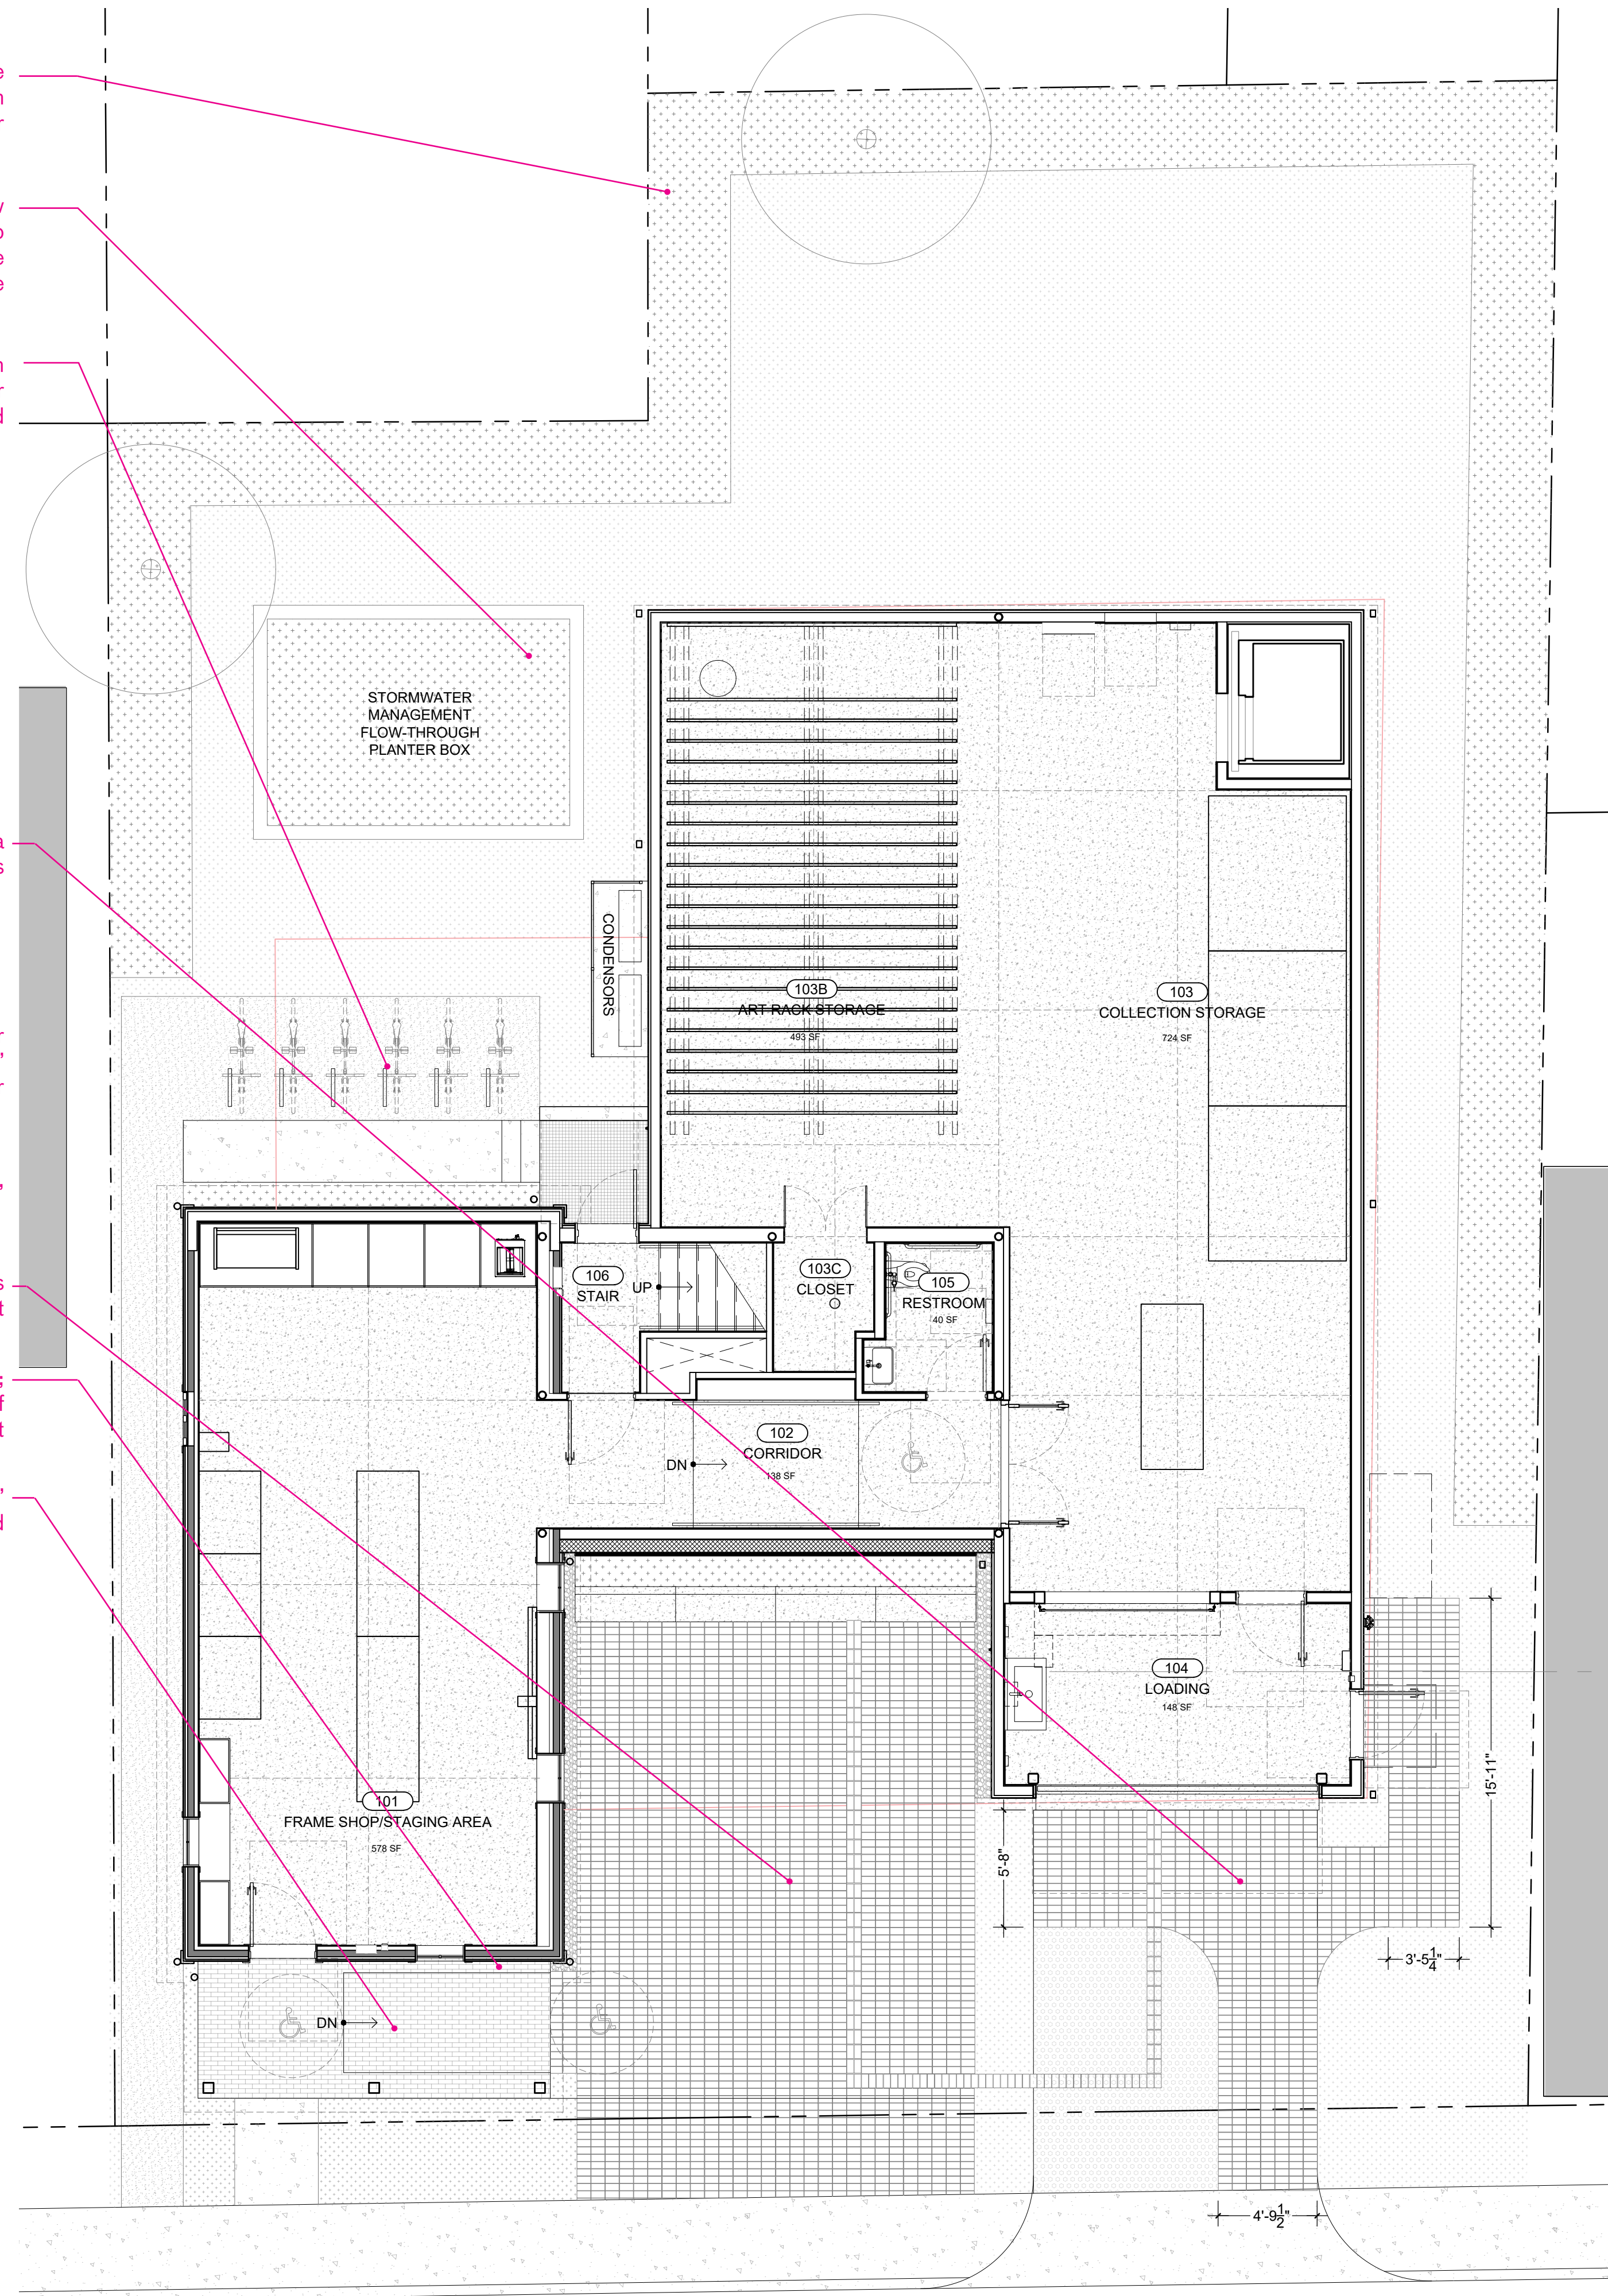 e
n
r
y
o
e
e
n
r
d
a
s
r
,
r
,
s
t
;
f
t
,
d
STORMWATER
MANAGEMENT
FLOW-THROUGH
PLANTER BOX
CONDENSORS
103B
ART RACK STORAGE
493 SF
103
COLLECTION STORAGE
724 SF
106
STAIR
UP
103C
CLOSET
105
RESTROOM
40 SF
102
CORRIDOR
138 SF
DN
104
LOADING
148 SF
101
FRAME SHOP/STAGING AREA
578 SF
DN
5'-8"
15'-11"
3'-5 1/4"
4'-9 1/2"